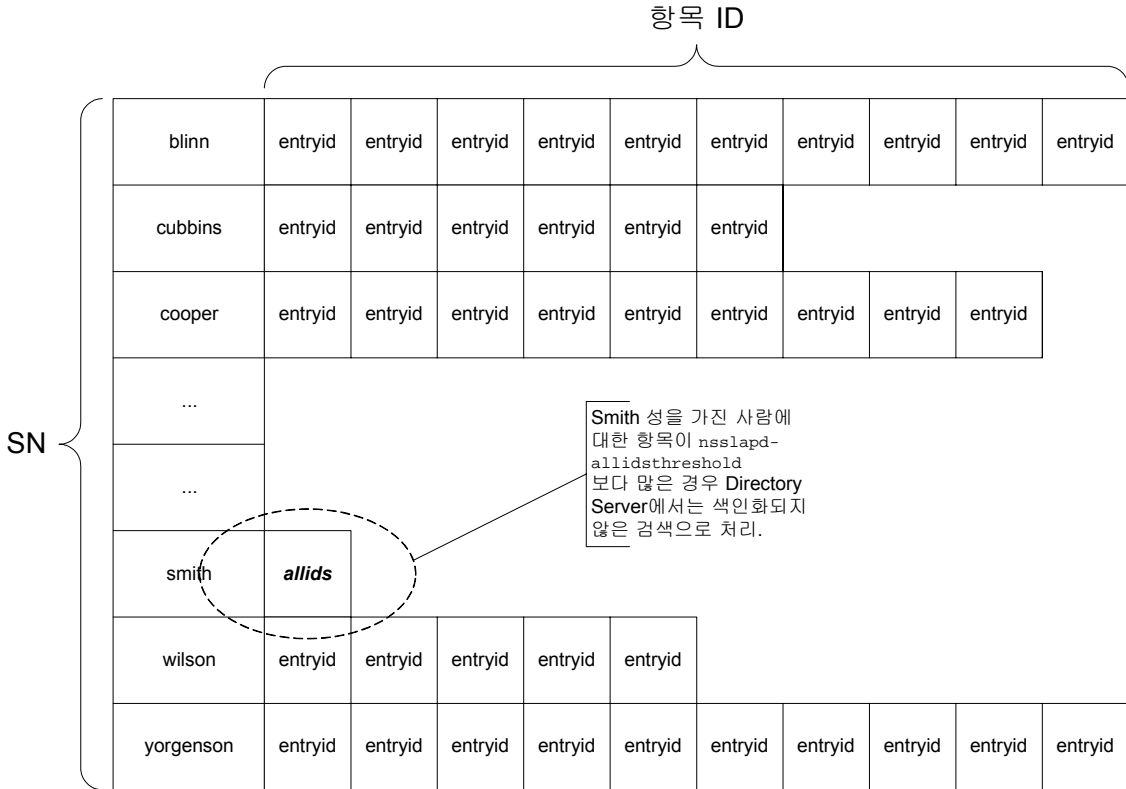 항목 ID
blinn entryid entryid entryid entryid entryid entryid entryid entryid entryid entryid
cubbins entryid entryid entryid entryid entryid entryid
cooper entryid entryid entryid entryid entryid entryid entryid entryid entryid
...
SN
...
Smith 성을 가진 사람에
대한 항목이 nsslapd-
allidsthreshold
보다 많은 경우 Directory
Server에서는 색인화되지
않은 검색으로 처리.
smith allids
wilson entryid entryid entryid entryid entryid
yorgenson entryid entryid entryid entryid entryid entryid entryid entryid entryid entryid